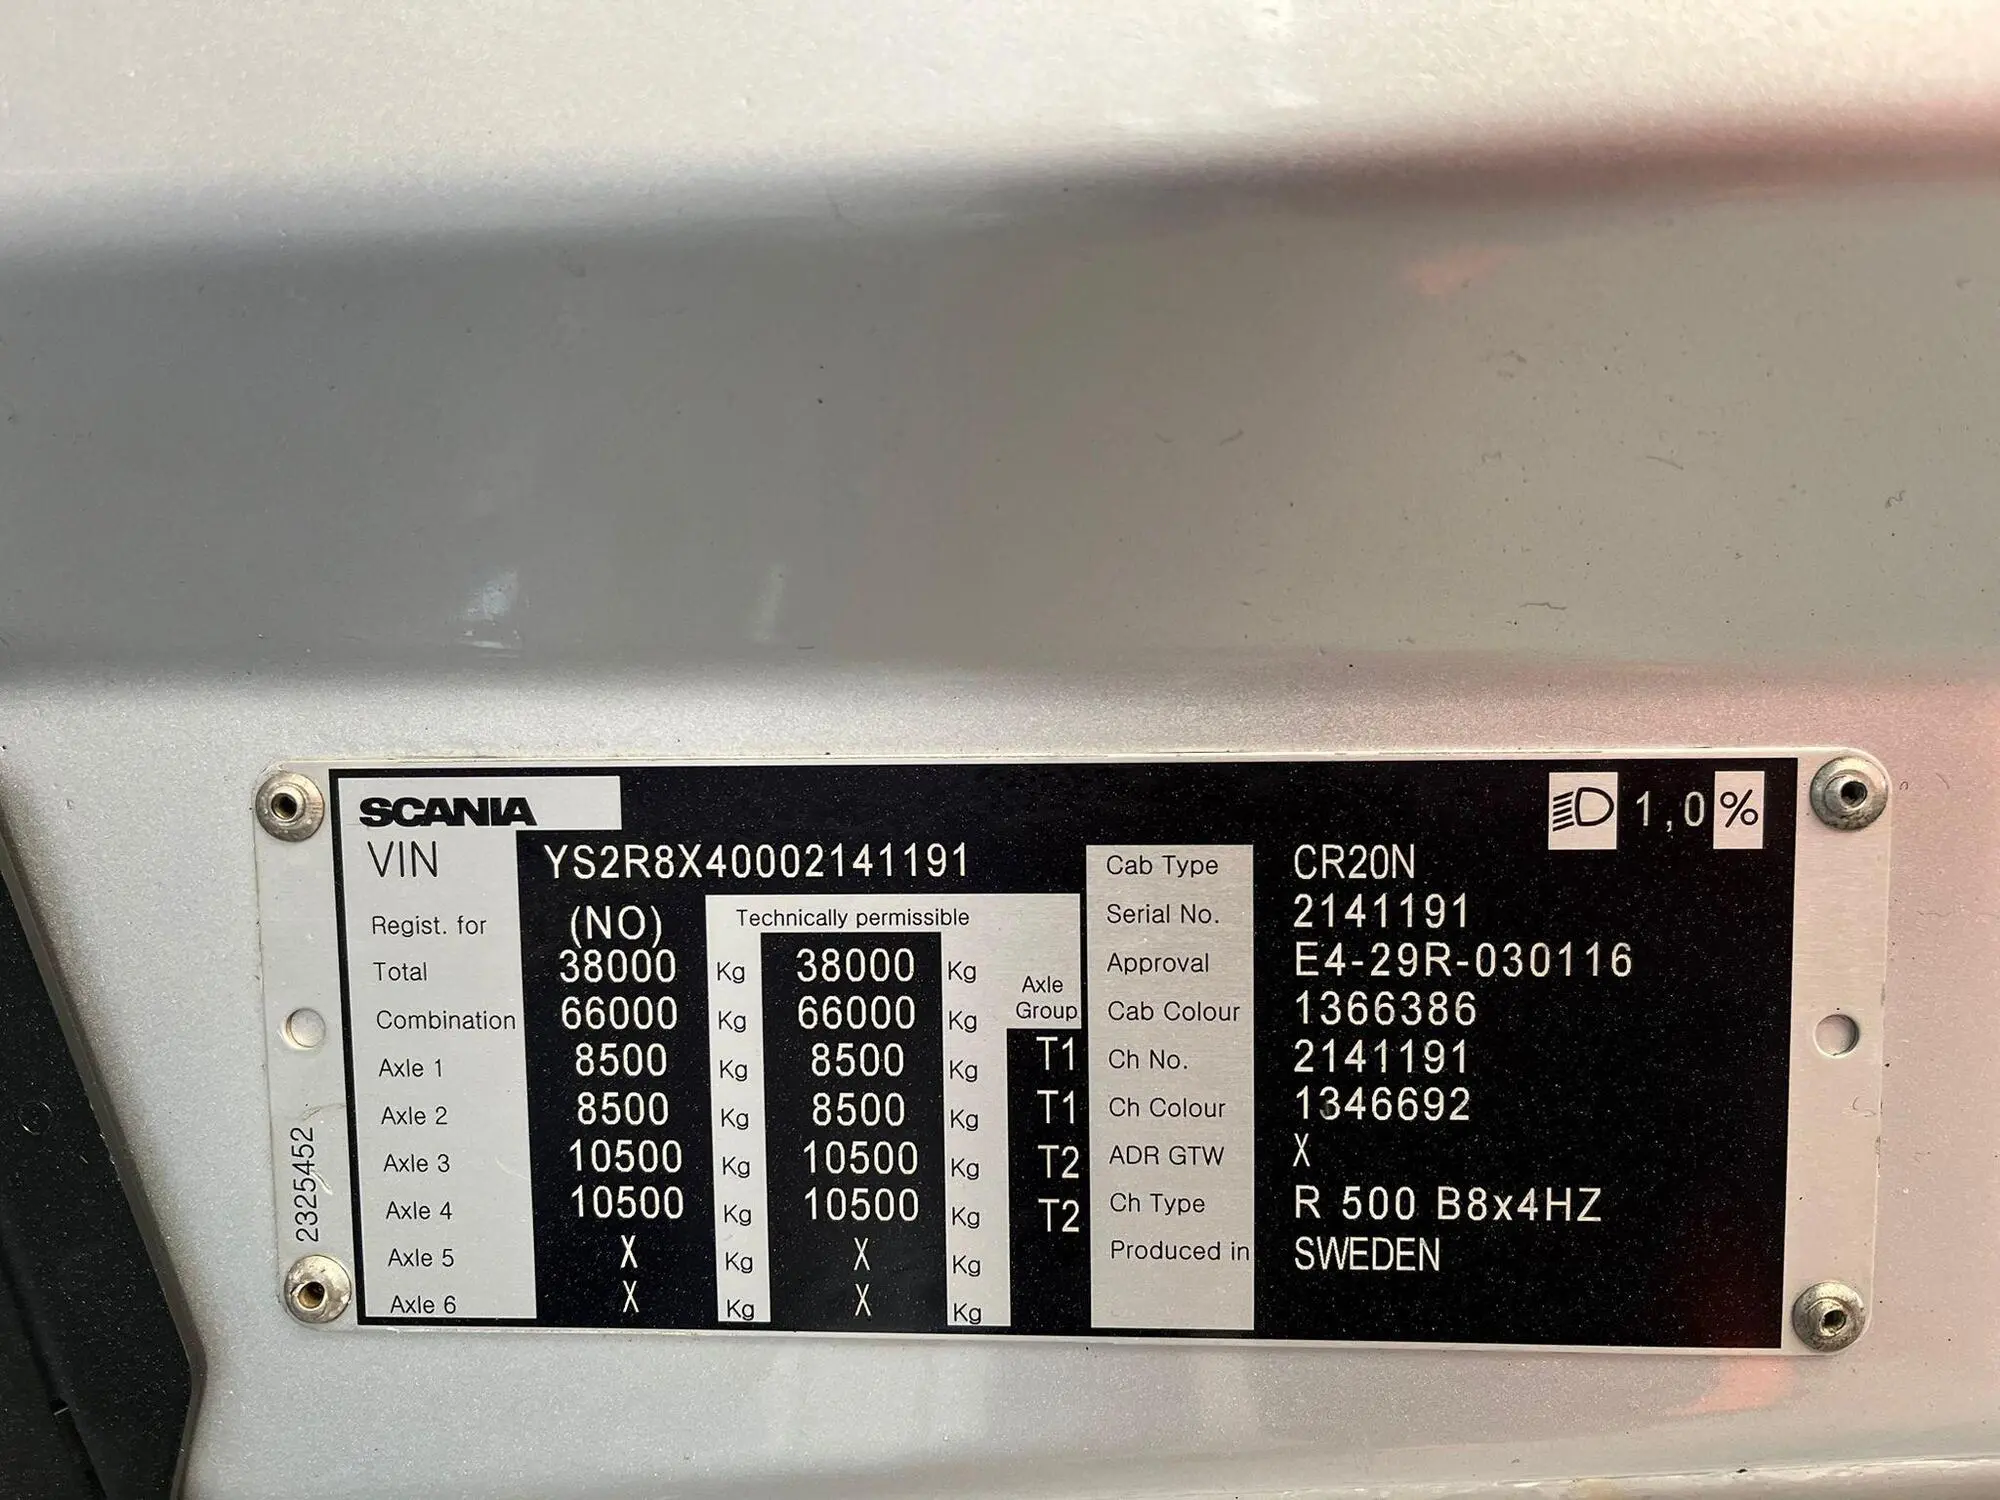 SCANIA
1,0 %
VIN YS2R8X40002141191
Regist. for (NO) Technically permissible
Total 38000 Kg 38000 Kg
Combination 66000 Kg 66000 Kg Axle Group
Axle 1 8500 Kg 8500 Kg T1
Axle 2 8500 Kg 8500 Kg T1
Axle 3 10500 Kg 10500 Kg T2
Axle 4 10500 Kg 10500 Kg T2
Axle 5 X Kg X Kg
Axle 6 X Kg X Kg
Cab Type CR20N
Serial No. 2141191
Approval E4-29R-030116
Cab Colour 1366386
Ch No. 2141191
Ch Colour 1346692
ADR GTW X
Ch Type R 500 B8x4HZ
Produced in SWEDEN
2325452